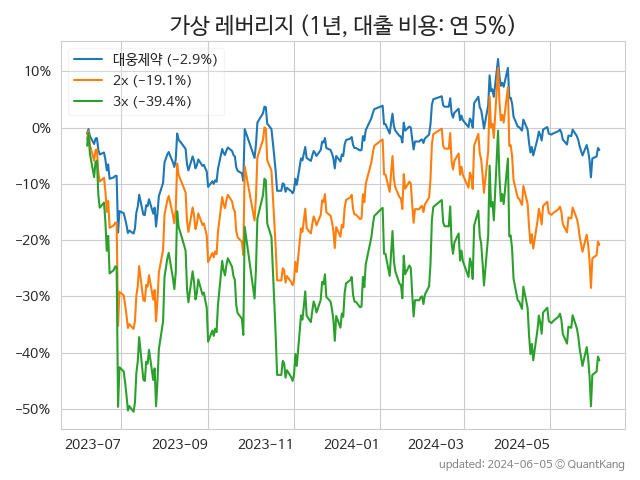 가상 레버리지 (1년, 대출 비용: 연 5%)
대웅제약 (−2.9%)
2x (−19.1%)
3x (−39.4%)
10%
0%
−10%
−20%
−30%
−40%
−50%
2023-07 2023-09 2023-11 2024-01 2024-03 2024-05
updated: 2024-06-05 © QuantKang